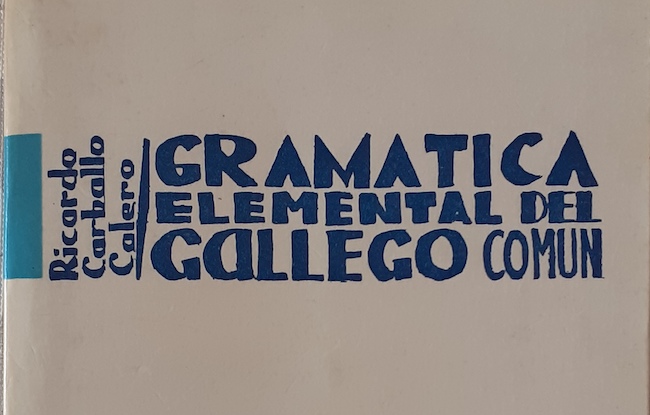 Ricardo
Carballo
Calero
GRAMATICA
ELEMENTAL DEL
GALLEGO COMUN